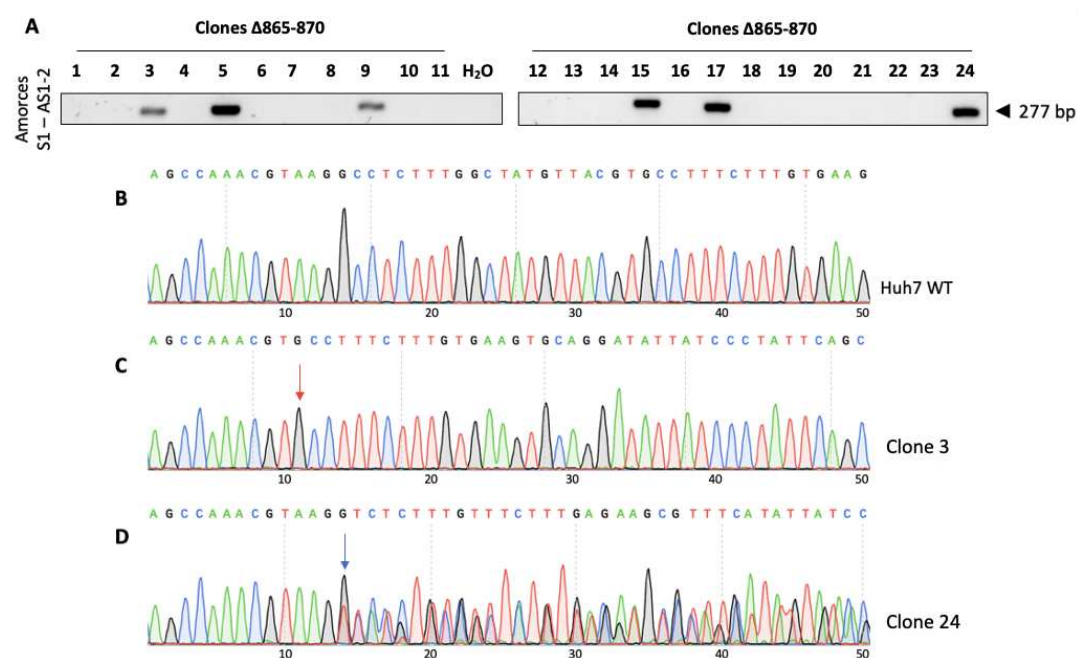 A
Clones Δ865-870
Clones Δ865-870
1 2 3 4 5 6 7 8 9 10 11 H₂O
12 13 14 15 16 17 18 19 20 21 22 23 24
Amorces
S1 – AS1-2
277 bp
A G C C A A A C G T A A G G C C T C T T T G G C T A T G T T A C G T G C C T T T C T T T G T G A A G
B
Huh7 WT
10 20 30 40 50
A G C C A A A C G T G C C T T T C T T T G T G A A G T G C A G G A T A T T A T C C C T A T T C A G C
C
Clone 3
10 20 30 40 50
A G C C A A A C G T A A G G T C T C T T T G T T T C T T T G A G A A G C G T T T C A T A T T A T C C
D
Clone 24
10 20 30 40 50